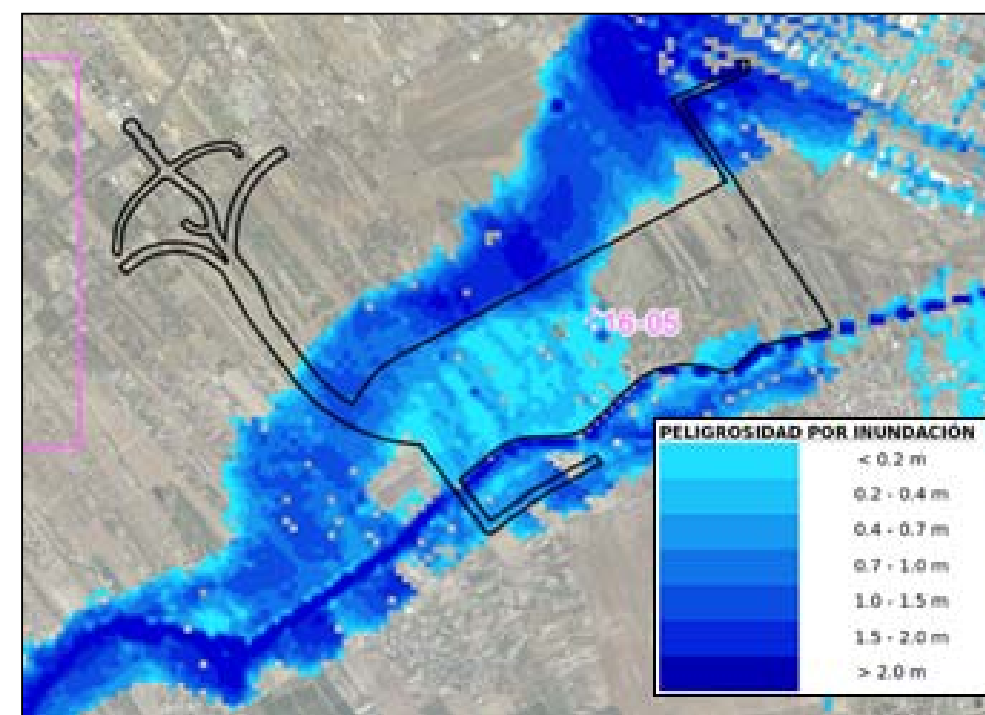 16-05
PELIGROSIDAD POR INUNDACIÓN
< 0.2 m
0.2 - 0.4 m
0.4 - 0.7 m
0.7 - 1.0 m
1.0 - 1.5 m
1.5 - 2.0 m
> 2.0 m